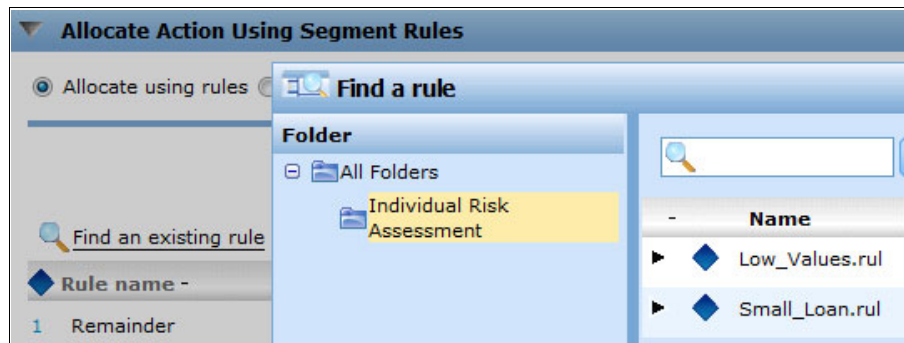 Allocate Action Using Segment Rules
Allocate using rules
Find a rule
Folder
All Folders
Individual Risk
Assessment
Find an existing rule
Rule name -
1 Remainder
- Name
Low_Values.rul
Small_Loan.rul